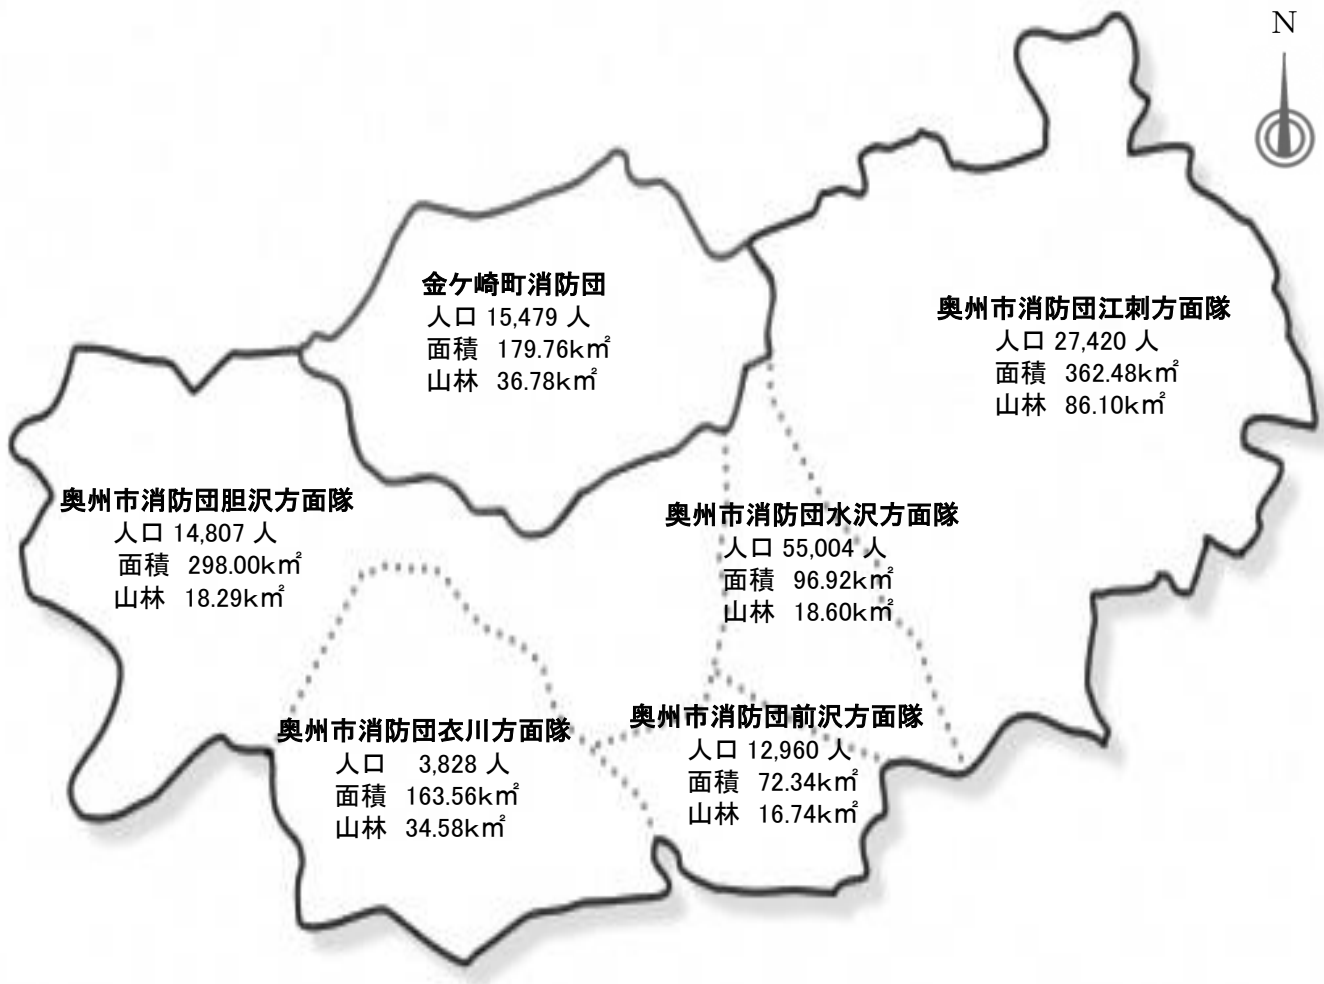 N
金ケ崎町消防団
人口 15,479 人
面積 179.76k㎡
山林 36.78k㎡
奥州市消防団江刺方面隊
人口 27,420 人
面積 362.48k㎡
山林 86.10k㎡
奥州市消防団胆沢方面隊
人口 14,807 人
面積 298.00k㎡
山林 18.29k㎡
奥州市消防団水沢方面隊
人口 55,004 人
面積 96.92k㎡
山林 18.60k㎡
奥州市消防団衣川方面隊
人口 3,828 人
面積 163.56k㎡
山林 34.58k㎡
奥州市消防団前沢方面隊
人口 12,960 人
面積 72.34k㎡
山林 16.74k㎡